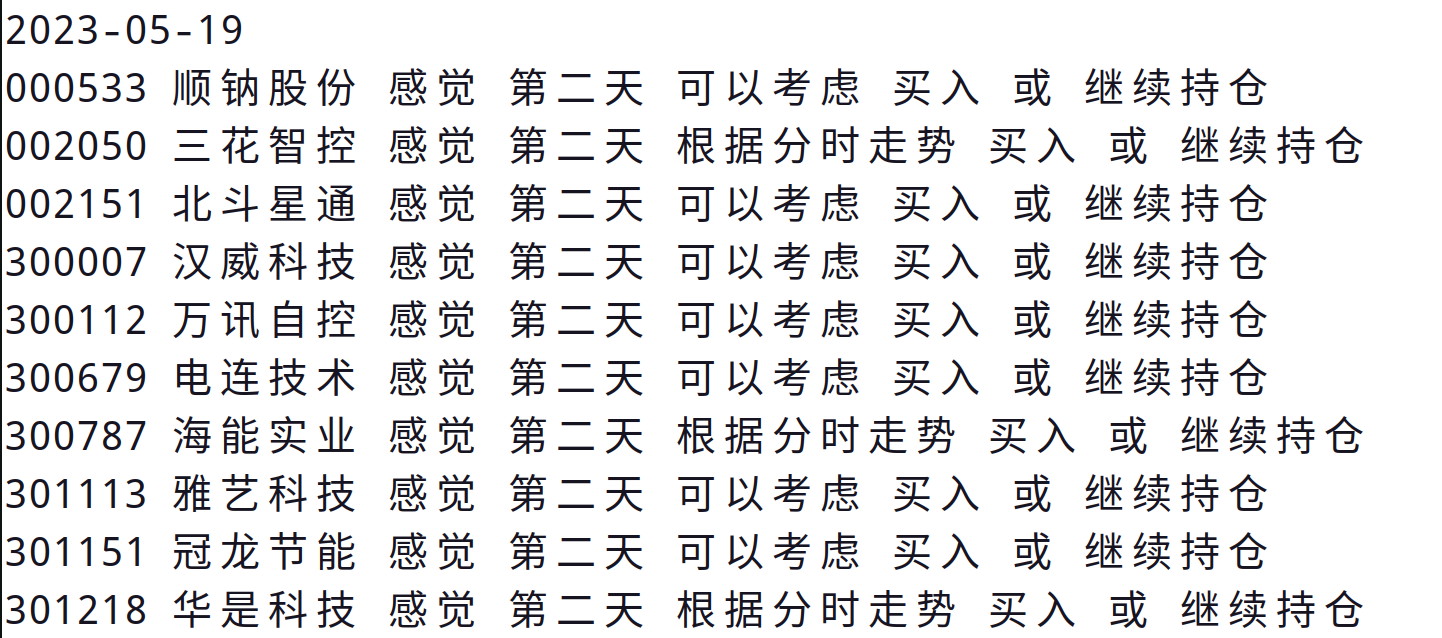 2023-05-19
000533 顺钠股份 感觉 第二天 可以考虑 买入 或 继续持仓
002050 三花智控 感觉 第二天 根据分时走势 买入 或 继续持仓
002151 北斗星通 感觉 第二天 可以考虑 买入 或 继续持仓
300007 汉威科技 感觉 第二天 可以考虑 买入 或 继续持仓
300112 万讯自控 感觉 第二天 可以考虑 买入 或 继续持仓
300679 电连技术 感觉 第二天 可以考虑 买入 或 继续持仓
300787 海能实业 感觉 第二天 根据分时走势 买入 或 继续持仓
301113 雅艺科技 感觉 第二天 可以考虑 买入 或 继续持仓
301151 冠龙节能 感觉 第二天 可以考虑 买入 或 继续持仓
301218 华是科技 感觉 第二天 根据分时走势 买入 或 继续持仓